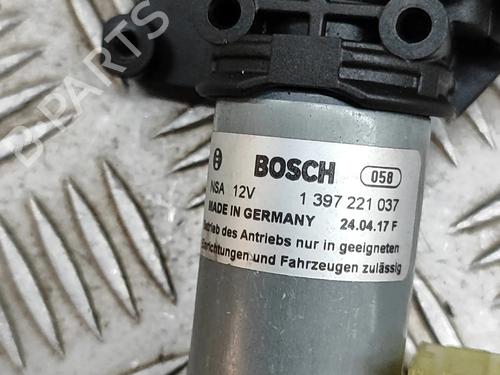 B-PARTS
BOSCH 058
NSA 12V 1 397 221 037
MADE IN GERMANY 24.04.17 F
des Antriebs nur in geeigneten
Einrichtungen und Fahrzeugen zulässig